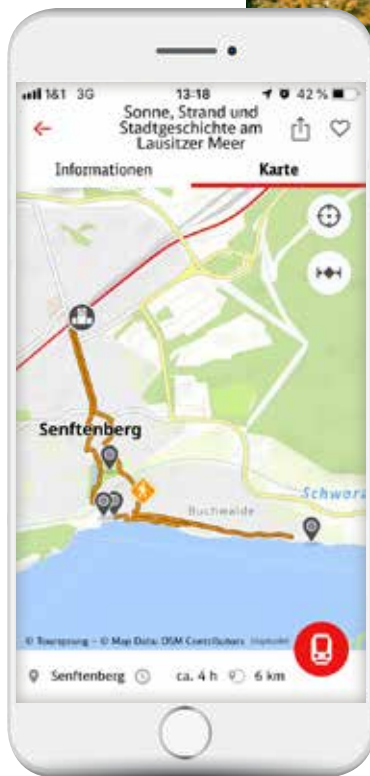 1&1 3G 13:18 42 %
Sonne, Strand und
Stadtgeschichte am
Lausitzer Meer
Informationen Karte
Senftenberg
Schwarz
Buchwalde
© Toursprung – © Map Data: OSM Contributors
Senftenberg ca. 4 h 6 km